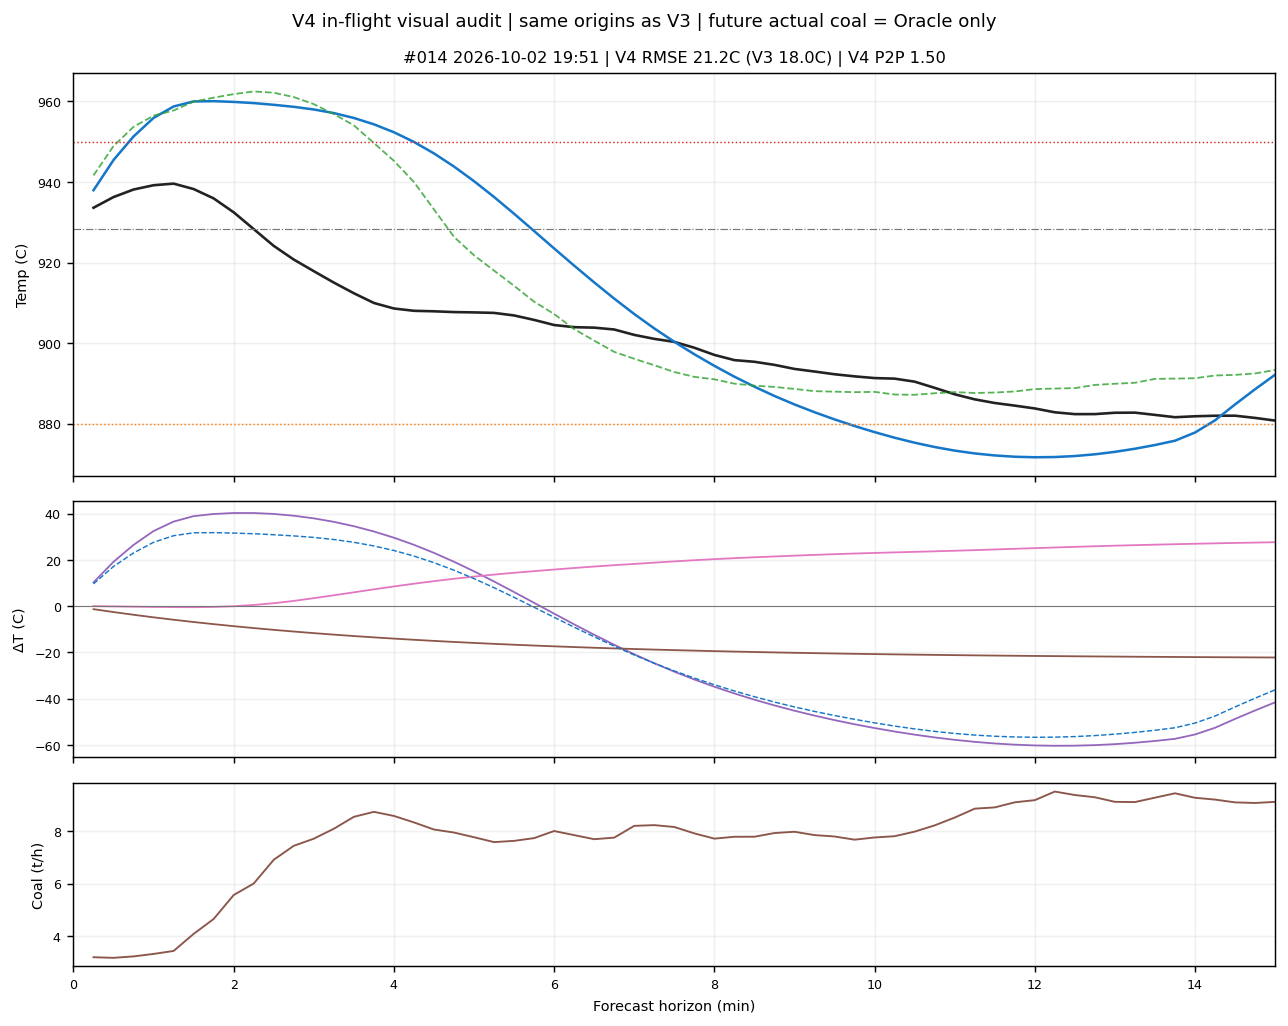 V4 in-flight visual audit | same origins as V3 | future actual coal = Oracle only
#014 2026-10-02 19:51 | V4 RMSE 21.2C (V3 18.0C) | V4 P2P 1.50
960
940
920
900
880
Temp (C)
40
20
0
−20
−40
−60
ΔT (C)
8
6
4
Coal (t/h)
0 2 4 6 8 10 12 14
Forecast horizon (min)